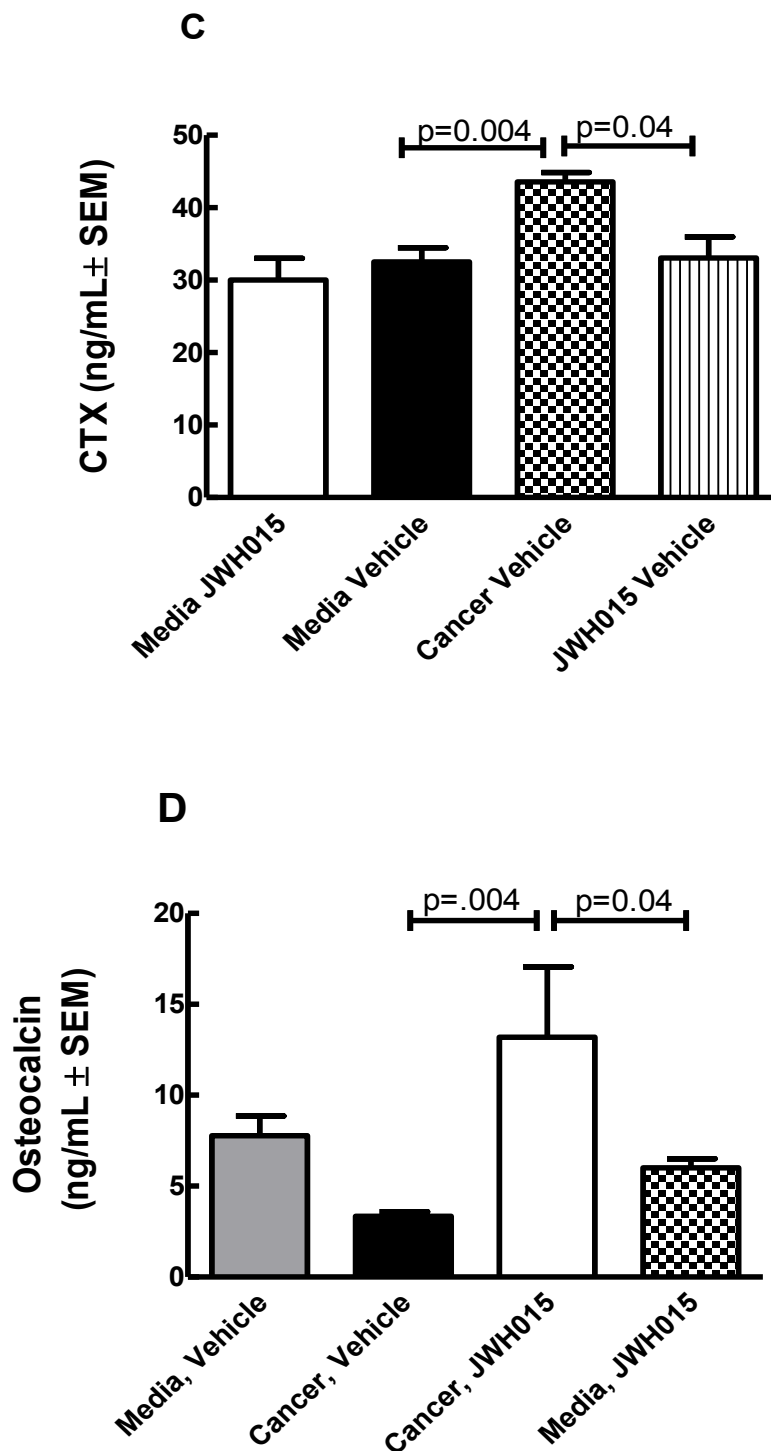 C
p=0.004
p=0.04
CTX (ng/mL± SEM)
50
40
30
20
10
0
Media JWH015
Media Vehicle
Cancer Vehicle
JWH015 Vehicle
D
p=.004
p=0.04
Osteocalcin
(ng/mL ± SEM)
20
15
10
5
0
Media, Vehicle
Cancer, Vehicle
Cancer, JWH015
Media, JWH015